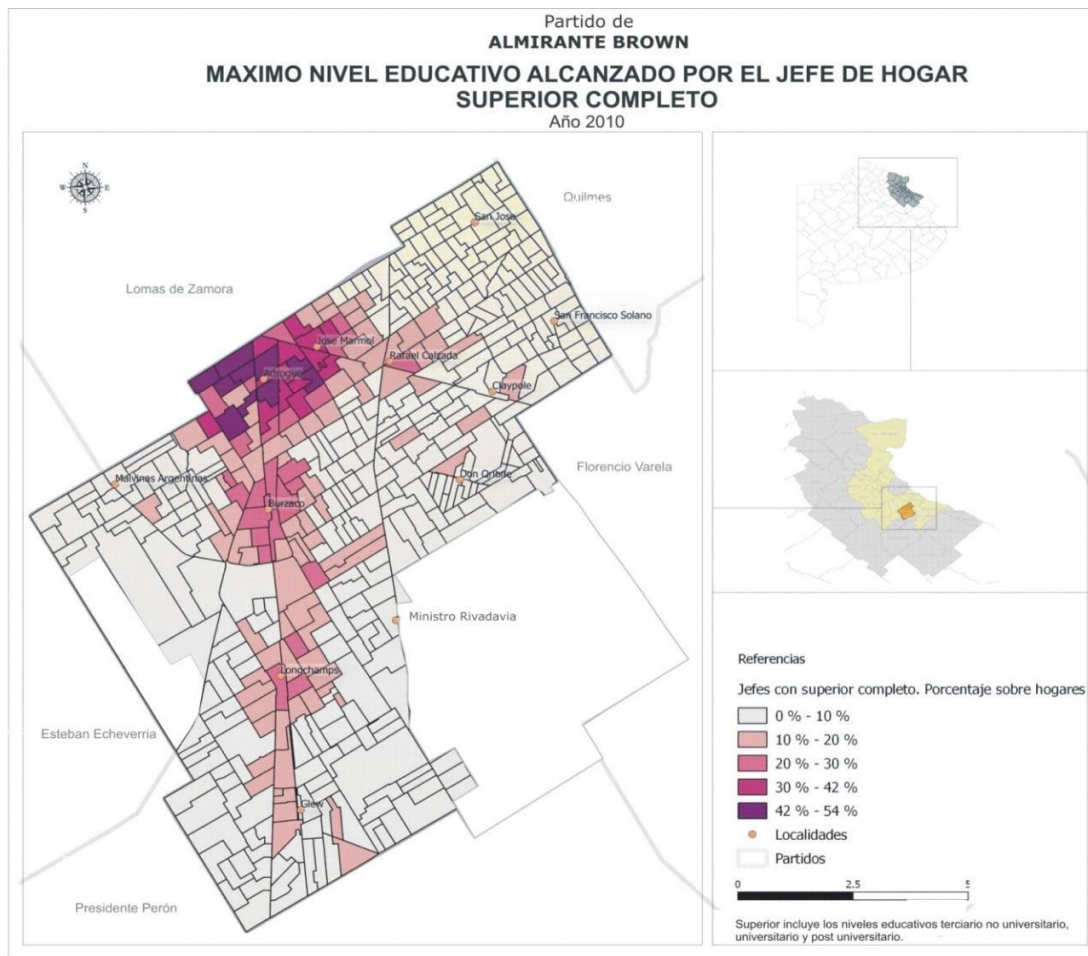 Partido de
ALMIRANTE BROWN
MAXIMO NIVEL EDUCATIVO ALCANZADO POR EL JEFE DE HOGAR
SUPERIOR COMPLETO
Año 2010
N
W
E
S
Quilmes
San Jose
Lomas de Zamora
San Francisco Solano
Jose Marmol
Rafael Calzada
Adrogue
Claypole
Florencio Varela
Malvinas Argentinas
Don Orione
Burzaco
Ministro Rivadavia
Longchamps
Esteban Echeverria
Glew
Presidente Perón
Referencias
Jefes con superior completo. Porcentaje sobre hogares
0 % - 10 %
10 % - 20 %
20 % - 30 %
30 % - 42 %
42 % - 54 %
Localidades
Partidos
0 2.5 5
Superior incluye los niveles educativos terciario no universitario,
universitario y post universitario.